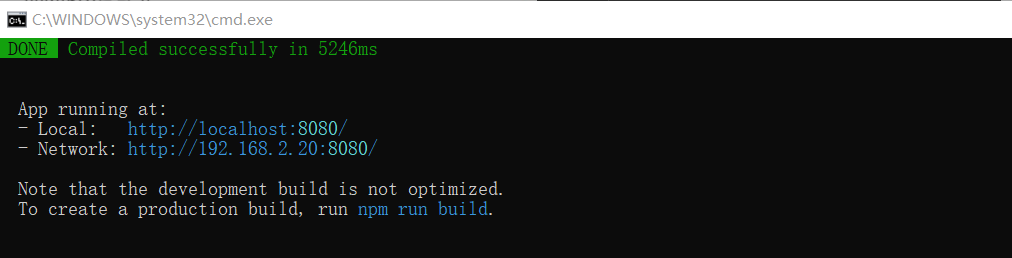 C:\WINDOWS\system32\cmd.exe
DONE Compiled successfully in 5246ms
App running at:
- Local: http://localhost:8080/
- Network: http://192.168.2.20:8080/
Note that the development build is not optimized.
To create a production build, run npm run build.